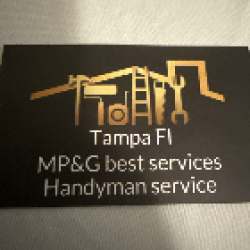 Tampa Fl
MP&G best services
Handyman service